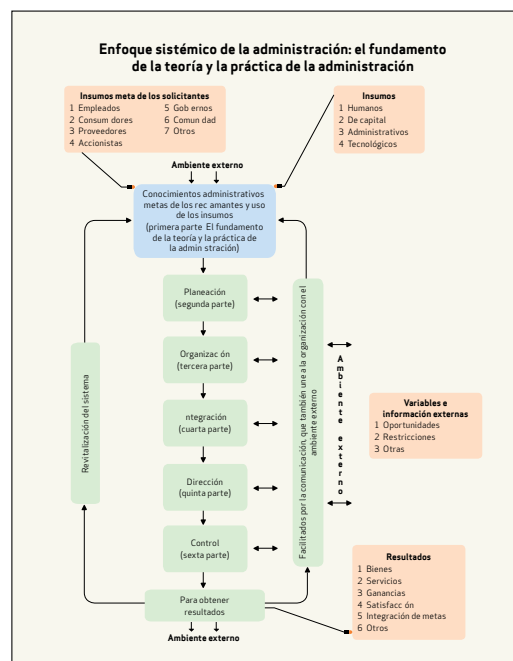 Enfoque sistémico de la administración: el fundamento
de la teoría y la práctica de la administración
Insumos meta de los solicitantes
1 Empleados
2 Consum dores
3 Proveedores
4 Accionistas
5 Gob ernos
6 Comun dad
7 Otros
Insumos
1 Humanos
2 De capital
3 Administrativos
4 Tecnológicos
Ambiente externo
Conocimientos administrativos
metas de los rec amantes y uso
de los insumos
(primera parte El fundamento
de la teoría y la práctica de
la admin stración)
Planeación
(segunda parte)
Organizac ón
(tercera parte)
ntegración
(cuarta parte)
Dirección
(quinta parte)
Control
(sexta parte)
Para obtener
resultados
Ambiente externo
Revitalización del sistema
Facilitados por la comunicación, que también une a la organización con el
ambiente externo
Ambiente externo
Variables e
información externas
1 Oportunidades
2 Restricciones
3 Otras
Resultados
1 Bienes
2 Servicios
3 Ganancias
4 Satisfacc ón
5 Integración de metas
6 Otros